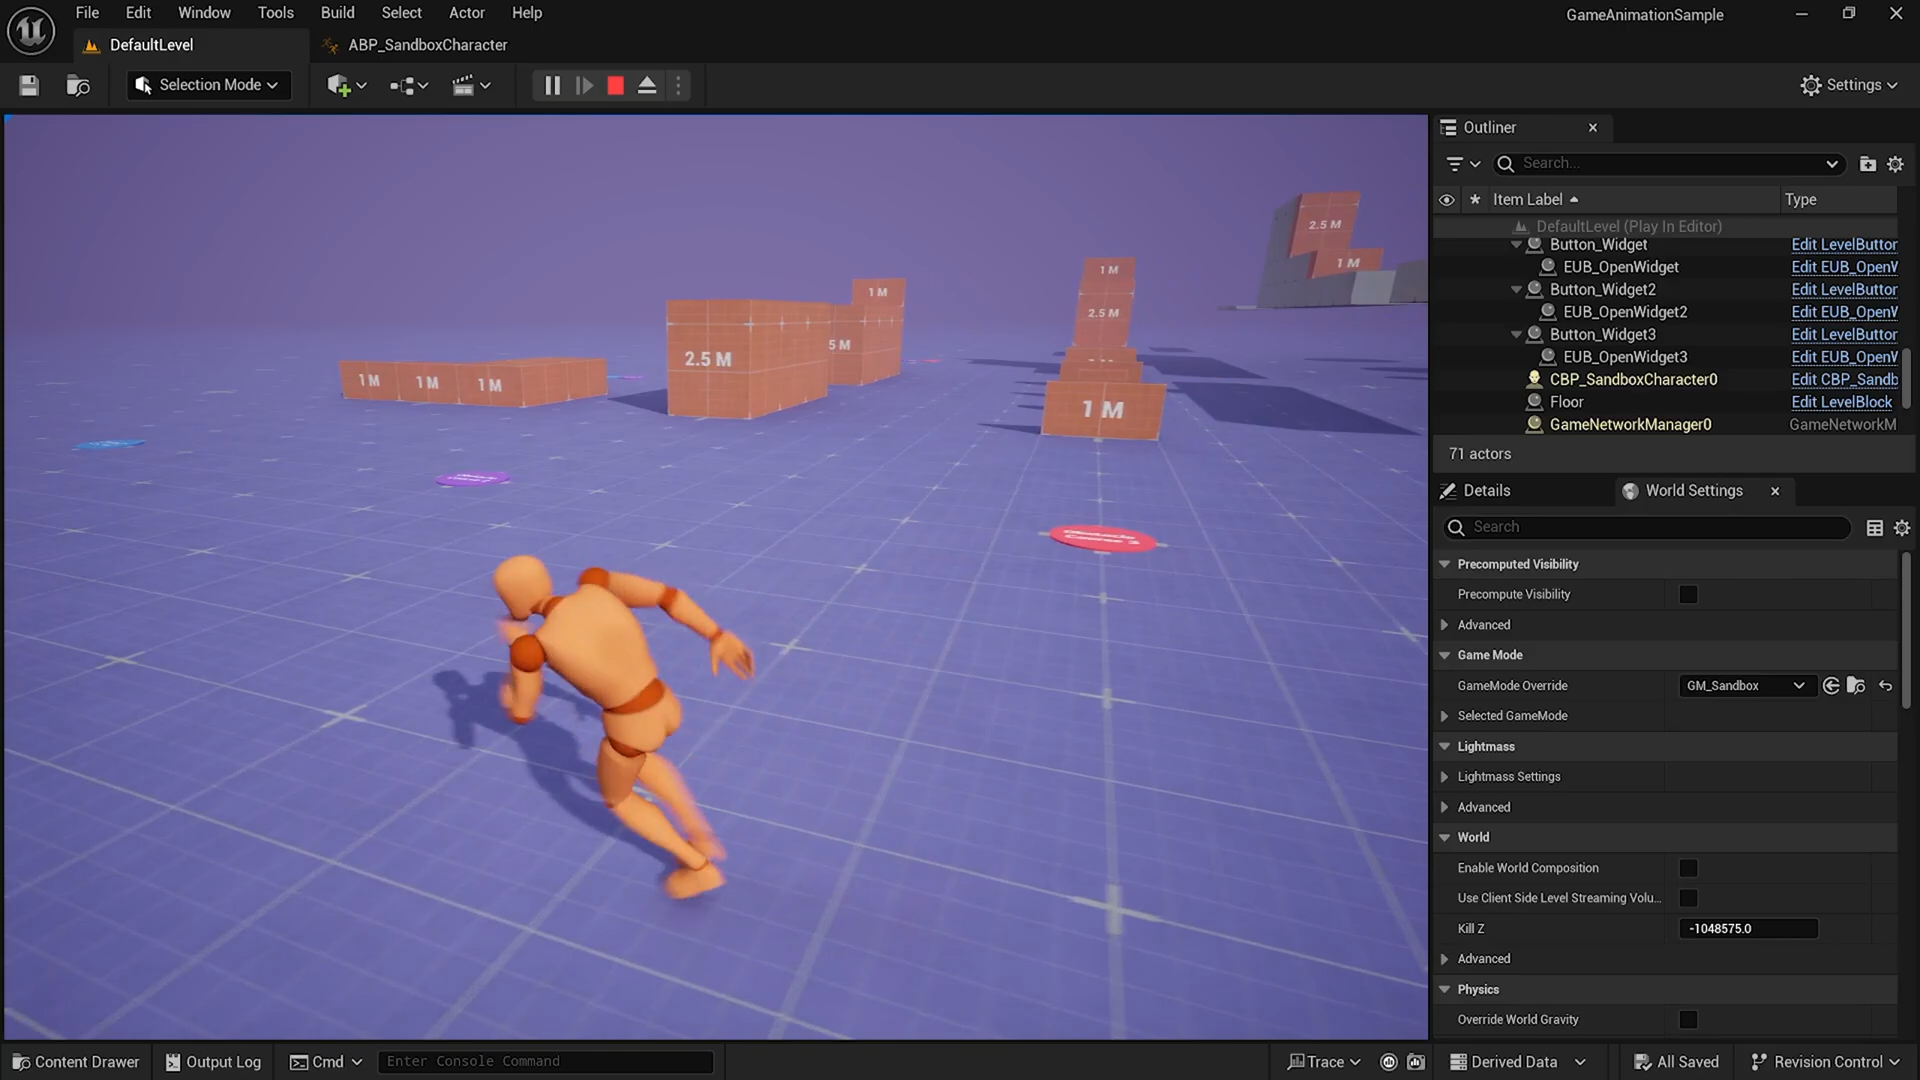 File Edit Window Tools Build Select Actor Help
GameAnimationSample
DefaultLevel
ABP_SandboxCharacter
Selection Mode
Settings
2.5 M
1 M
1 M
2.5 M
1 M
5 M
2.5 M
1 M
1 M
1 M
1 M
Outliner
Search...
Item Label
Type
DefaultLevel (Play In Editor)
Button_Widget Edit LevelButtor
EUB_OpenWidget Edit EUB_OpenW
Button_Widget2 Edit LevelButtor
EUB_OpenWidget2 Edit EUB_OpenW
Button_Widget3 Edit LevelButtor
EUB_OpenWidget3 Edit EUB_OpenW
CBP_SandboxCharacter0 Edit CBP_Sandb
Floor Edit LevelBlock
GameNetworkManager0 GameNetworkM
71 actors
Details
World Settings
Search
Precomputed Visibility
Precompute Visibility
Advanced
Game Mode
GameMode Override GM_Sandbox
Selected GameMode
Lightmass
Lightmass Settings
Advanced
World
Enable World Composition
Use Client Side Level Streaming Volu...
Kill Z -1048575.0
Advanced
Physics
Override World Gravity
Content Drawer
Output Log
Cmd
Enter Console Command
Trace
Derived Data
All Saved
Revision Control